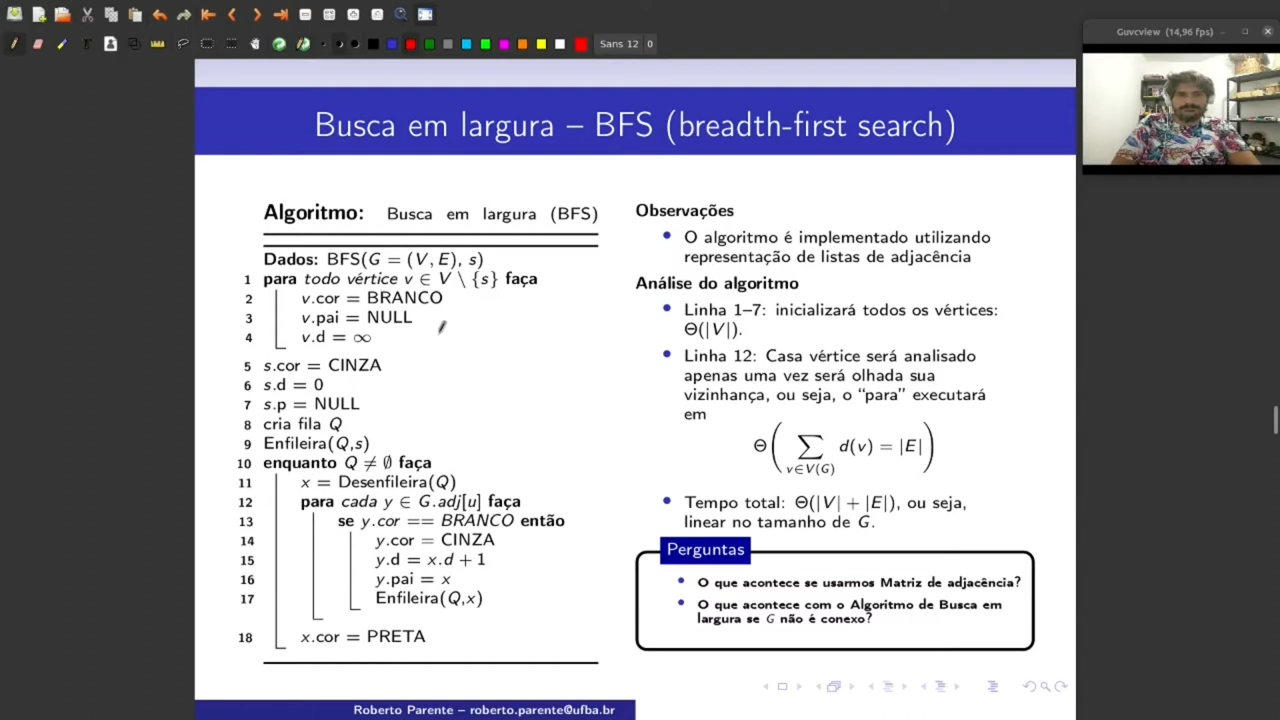 Guvcview (14,96 fps)
Sans 12 0
Busca em largura – BFS (breadth-first search)
Algoritmo: Busca em largura (BFS)
Dados: BFS(G = (V, E), s)
1 para todo vértice v ∈ V \ {s} faça
2 v.cor = BRANCO
3 v.pai = NULL
4 v.d = ∞
5 s.cor = CINZA
6 s.d = 0
7 s.p = NULL
8 cria fila Q
9 Enfileira(Q,s)
10 enquanto Q ≠ ∅ faça
11 x = Desenfileira(Q)
12 para cada y ∈ G.adj[u] faça
13 se y.cor == BRANCO então
14 y.cor = CINZA
15 y.d = x.d + 1
16 y.pai = x
17 Enfileira(Q,x)
18 x.cor = PRETA
Observações
• O algoritmo é implementado utilizando
representação de listas de adjacência
Análise do algoritmo
• Linha 1–7: inicializará todos os vértices:
Θ(|V|).
• Linha 12: Casa vértice será analisado
apenas uma vez será olhada sua
vizinhança, ou seja, o “para” executará
em
Θ( ∑ d(v) = |E| )
v∈V(G)
• Tempo total: Θ(|V| + |E|), ou seja,
linear no tamanho de G.
Perguntas
• O que acontece se usarmos Matriz de adjacência?
• O que acontece com o Algoritmo de Busca em
largura se G não é conexo?
Roberto Parente – roberto.parente@ufba.br